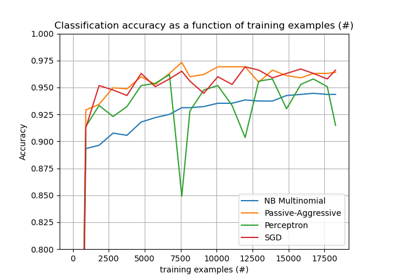 Classification accuracy as a function of training examples (#)
1.000
0.975
0.950
0.925
0.900
0.875
0.850
0.825
0.800
Accuracy
NB Multinomial
Passive-Aggressive
Perceptron
SGD
0 2500 5000 7500 10000 12500 15000 17500
training examples (#)